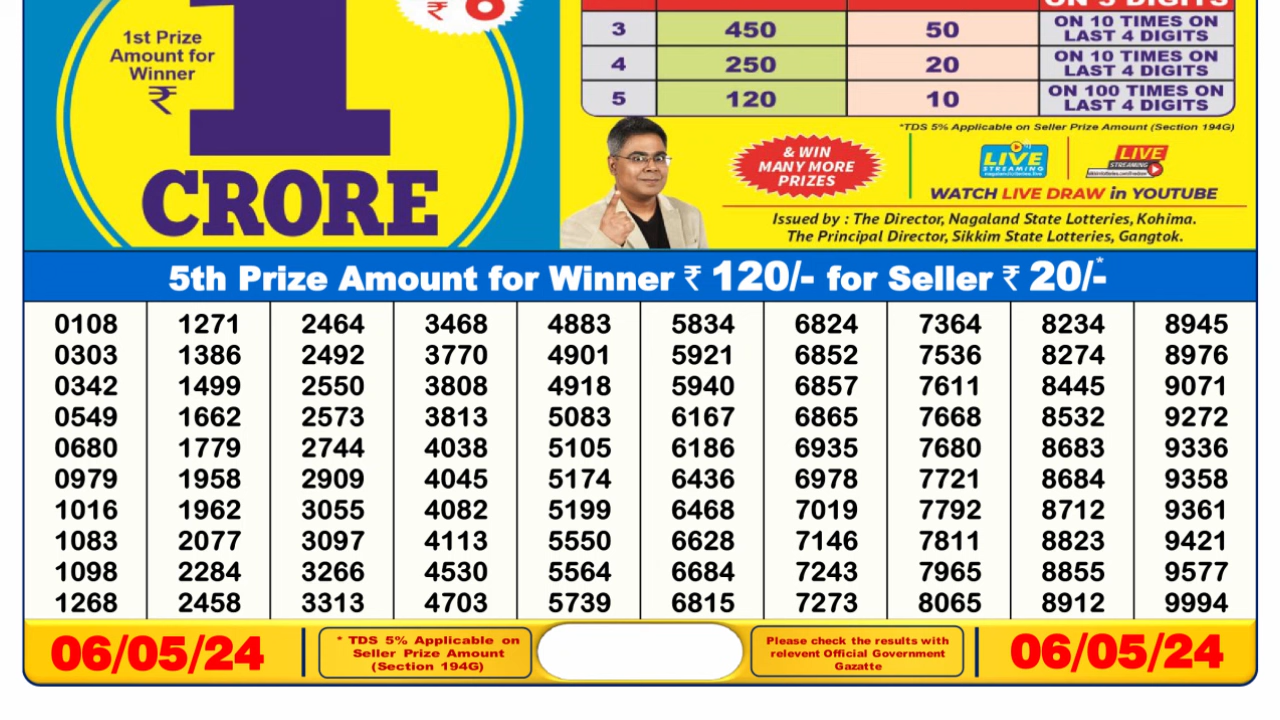 1
₹ 6
1st Prize
Amount for
Winner
₹
CRORE
ON 5 DIGITS
3 450 50 ON 10 TIMES ON LAST 4 DIGITS
4 250 20 ON 10 TIMES ON LAST 4 DIGITS
5 120 10 ON 100 TIMES ON LAST 4 DIGITS
*TDS 5% Applicable on Seller Prize Amount (Section 194G)
& WIN
MANY MORE
PRIZES
LIVE
STREAMING
LIVE
STREAMING
WATCH LIVE DRAW in YOUTUBE
Issued by : The Director, Nagaland State Lotteries, Kohima.
The Principal Director, Sikkim State Lotteries, Gangtok.
5th Prize Amount for Winner ₹ 120/- for Seller ₹ 20/-*
0108 1271 2464 3468 4883 5834 6824 7364 8234 8945
0303 1386 2492 3770 4901 5921 6852 7536 8274 8976
0342 1499 2550 3808 4918 5940 6857 7611 8445 9071
0549 1662 2573 3813 5083 6167 6865 7668 8532 9272
0680 1779 2744 4038 5105 6186 6935 7680 8683 9336
0979 1958 2909 4045 5174 6436 6978 7721 8684 9358
1016 1962 3055 4082 5199 6468 7019 7792 8712 9361
1083 2077 3097 4113 5550 6628 7146 7811 8823 9421
1098 2284 3266 4530 5564 6684 7243 7965 8855 9577
1268 2458 3313 4703 5739 6815 7273 8065 8912 9994
06/05/24
* TDS 5% Applicable on
Seller Prize Amount
(Section 194G)
Please check the results with
relevent Official Government
Gazatte
06/05/24